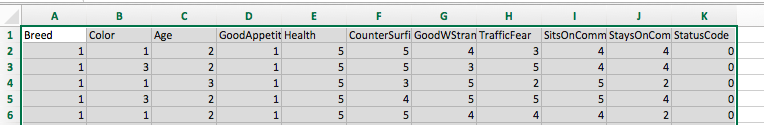 A B C D E F G H I J K
1 Breed Color Age GoodAppetit Health CounterSurfi GoodWStran TrafficFear SitsOnComm StaysOnCom StatusCode
2 1 1 2 1 5 5 4 3 4 4 0
3 1 3 2 1 5 5 3 5 4 4 0
4 1 1 3 1 5 3 5 2 5 2 0
5 1 3 2 1 5 4 5 5 5 4 0
6 1 1 2 1 5 5 4 4 4 2 0